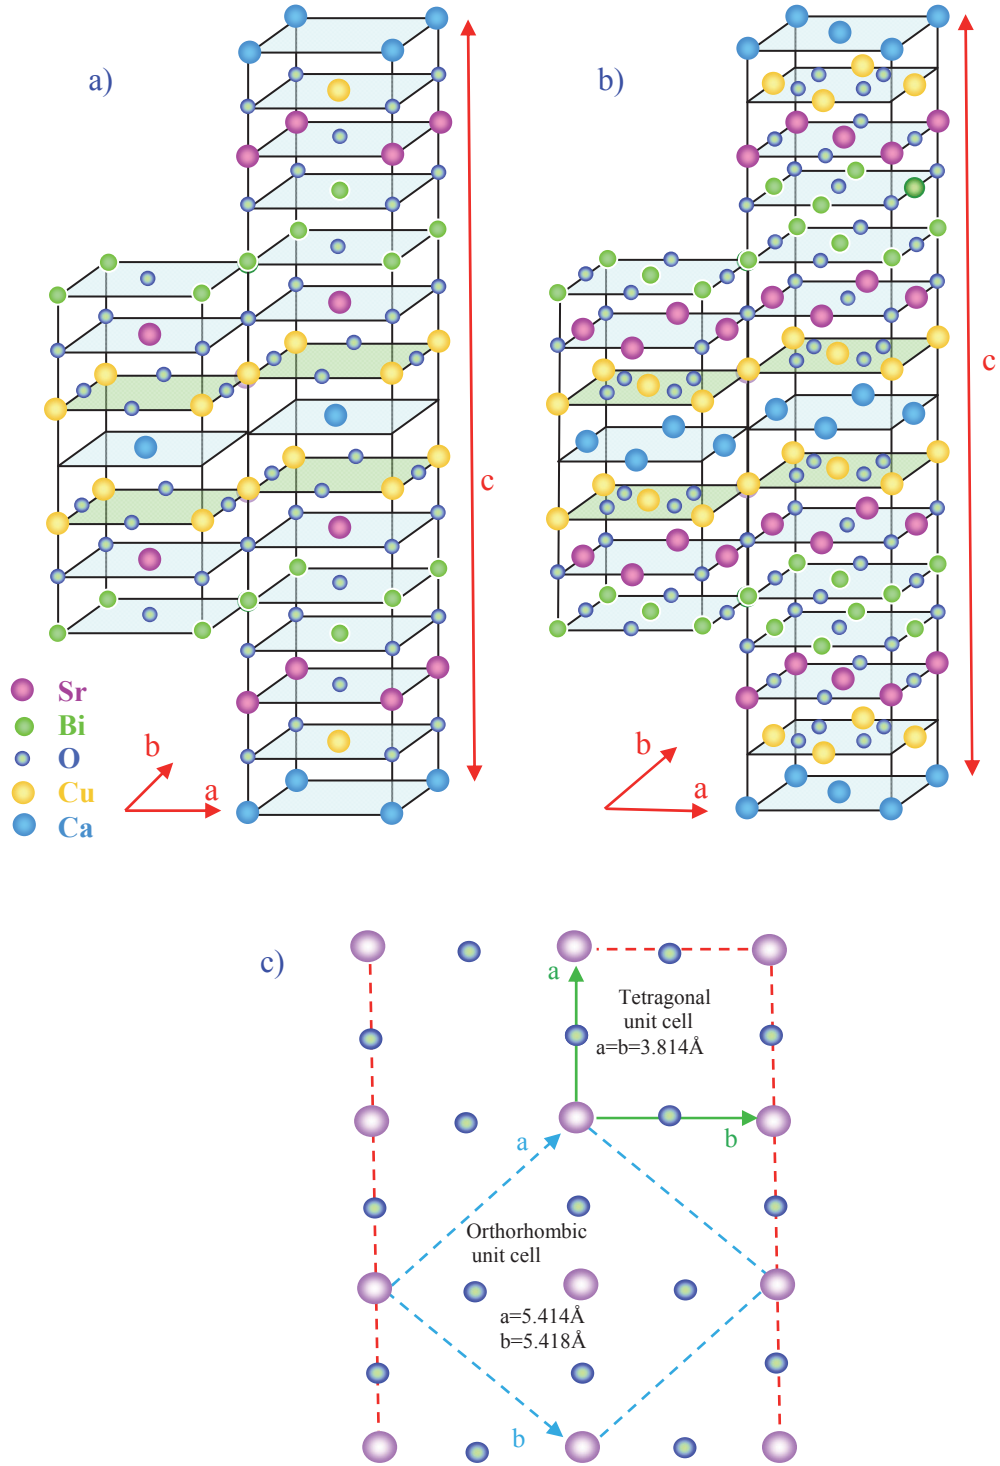 a)
b)
c
c
Sr
Bi
O
Cu
Ca
b
a
b
a
c)
a
Tetragonal
unit cell
a=b=3.814Å
a
b
Orthorhombic
unit cell
a=5.414Å
b=5.418Å
b